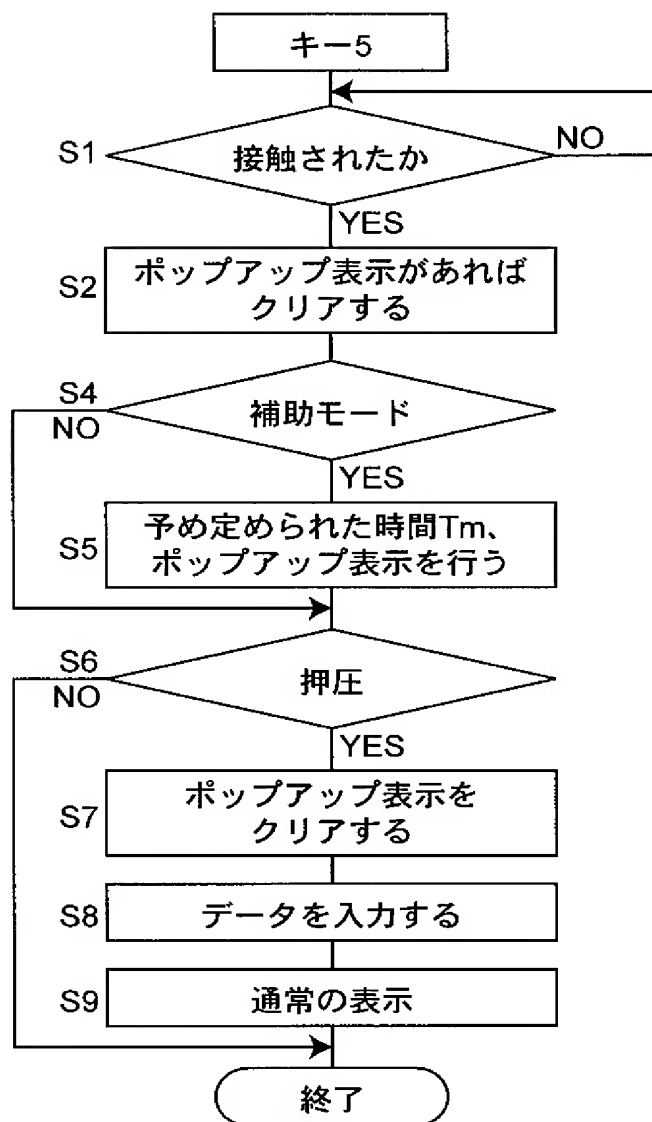 キー5
S1
接触されたか
NO
YES
S2
ポップアップ表示があれば
クリアする
S4
NO
補助モード
YES
S5
予め定められた時間Tm、
ポップアップ表示を行う
S6
NO
押圧
YES
S7
ポップアップ表示を
クリアする
S8
データを入力する
S9
通常の表示
終了